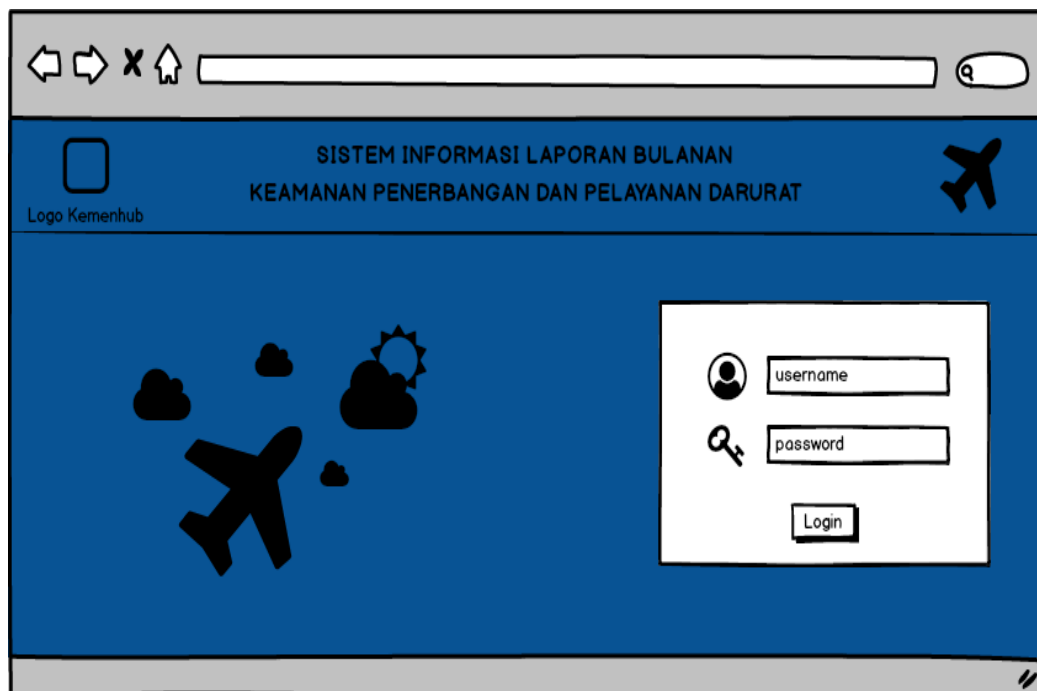 SISTEM INFORMASI LAPORAN BULANAN
KEAMANAN PENERBANGAN DAN PELAYANAN DARURAT
Logo Kemenhub
username
password
Login